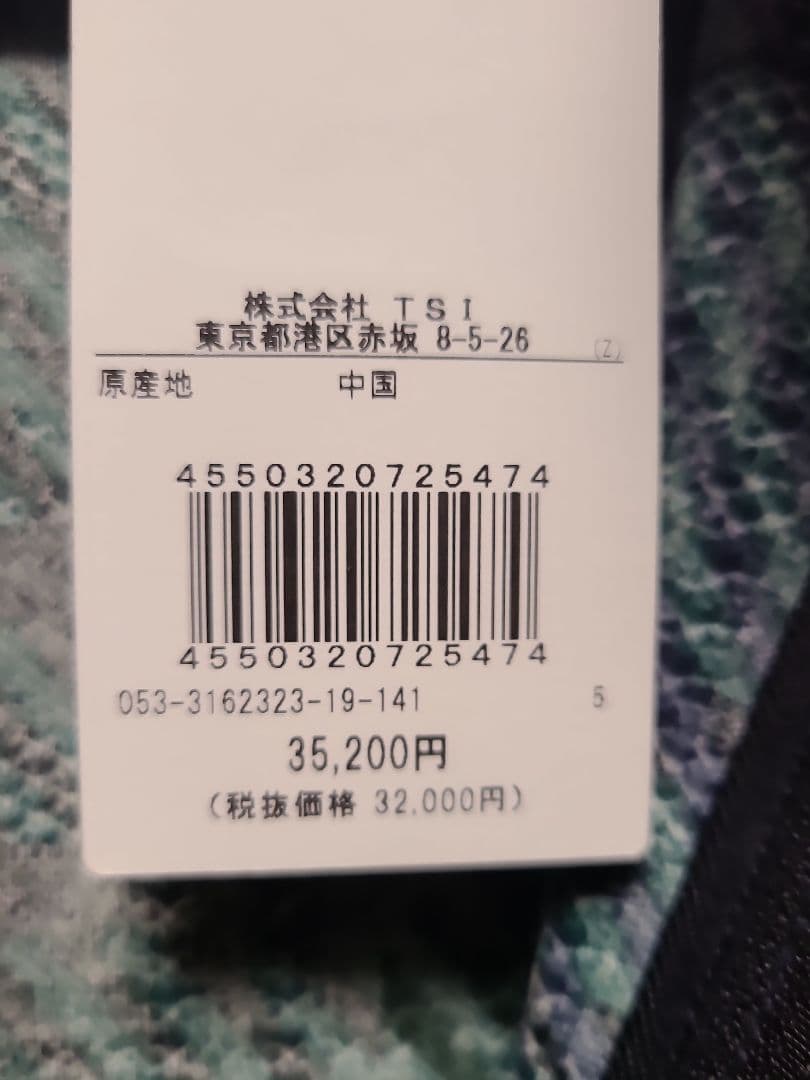 株式会社 TSI
東京都港区赤坂 8-5-26 (Z)
原産地 中国
4550320725474
4550320725474
053-3162323-19-141 5
35,200円
(税抜価格 32,000円)